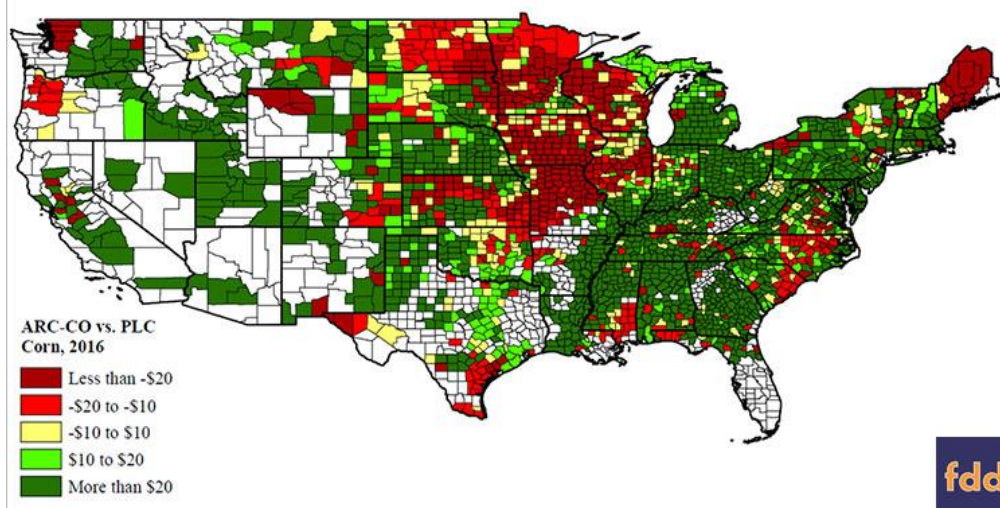 ARC-CO vs. PLC
Corn, 2016
Less than -$20
-$20 to -$10
-$10 to $10
$10 to $20
More than $20
fdd